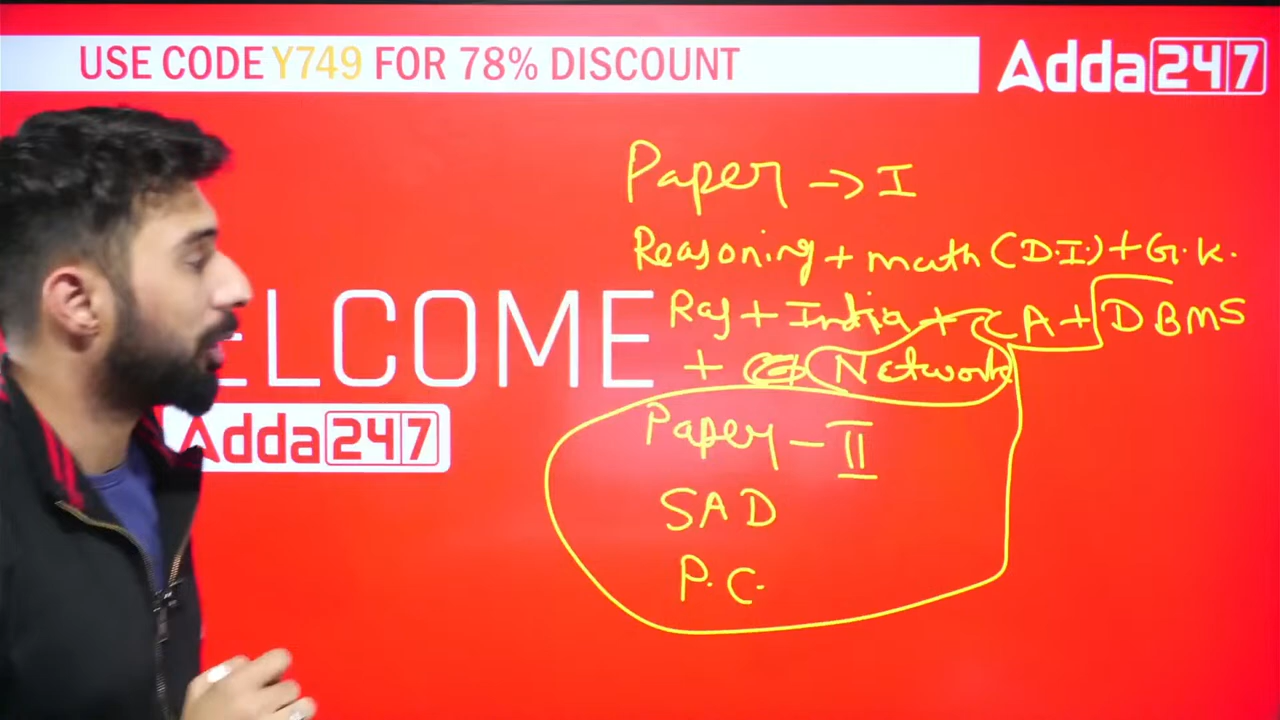 USE CODE Y749 FOR 78% DISCOUNT
Adda247
Paper → I
Reasoning + math (D.I.) + G.K.
Raj + India + CA + DBMS
+ Network
ELCOME
Adda247
Paper - II
SAD
P.C.